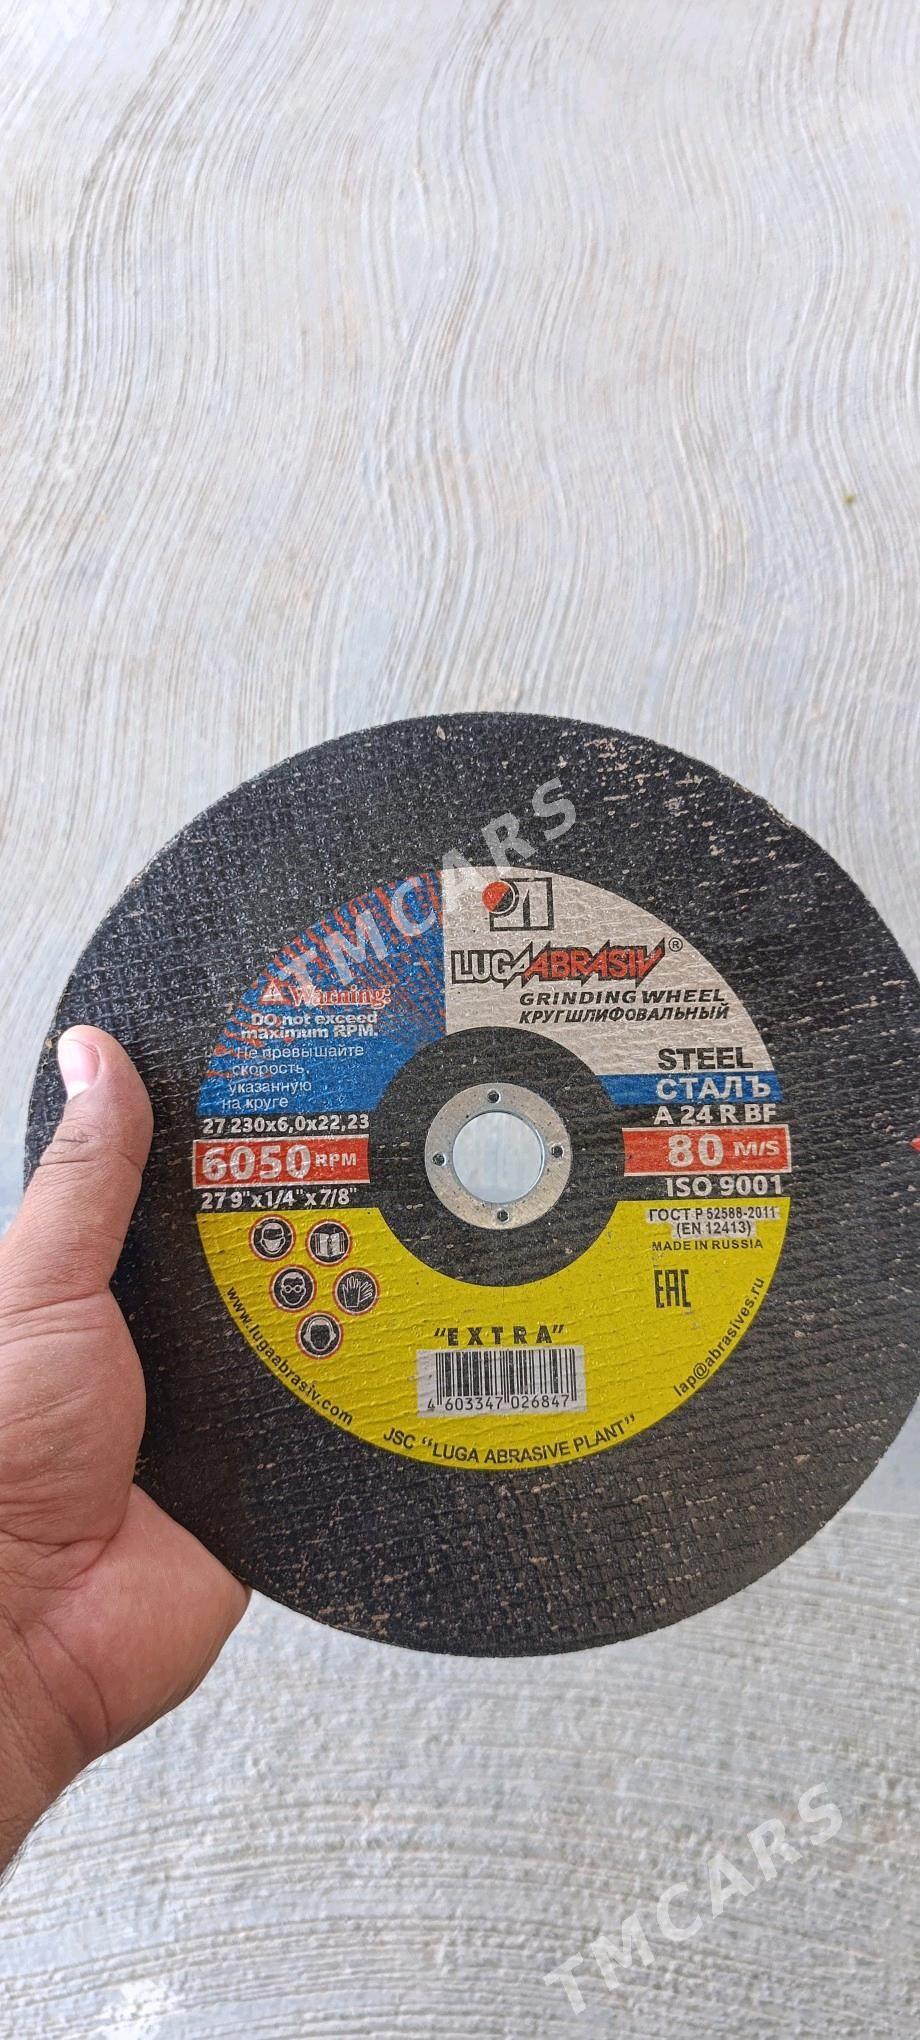 TMCARS
LUGAABRASIV®
GRINDING WHEEL
КРУГШЛИФОВАЛЬНЫЙ
Warning:
DO not exceed
maximum RPM.
Не превышайте
скорость,
указанную
на круге
STEEL
СТАЛЪ
27 230x6,0x22,23
6050 RPM
27 9"x1/4"x7/8"
A 24 R BF
80 M/S
ISO 9001
ГОСТ Р 52588-2011
(EN 12413)
MADE IN RUSSIA
EAC
"EXTRA"
4 603347 026847
www.lugaabrasiv.com
JSC "LUGA ABRASIVE PLANT"
lap@abrasives.ru
TMCARS